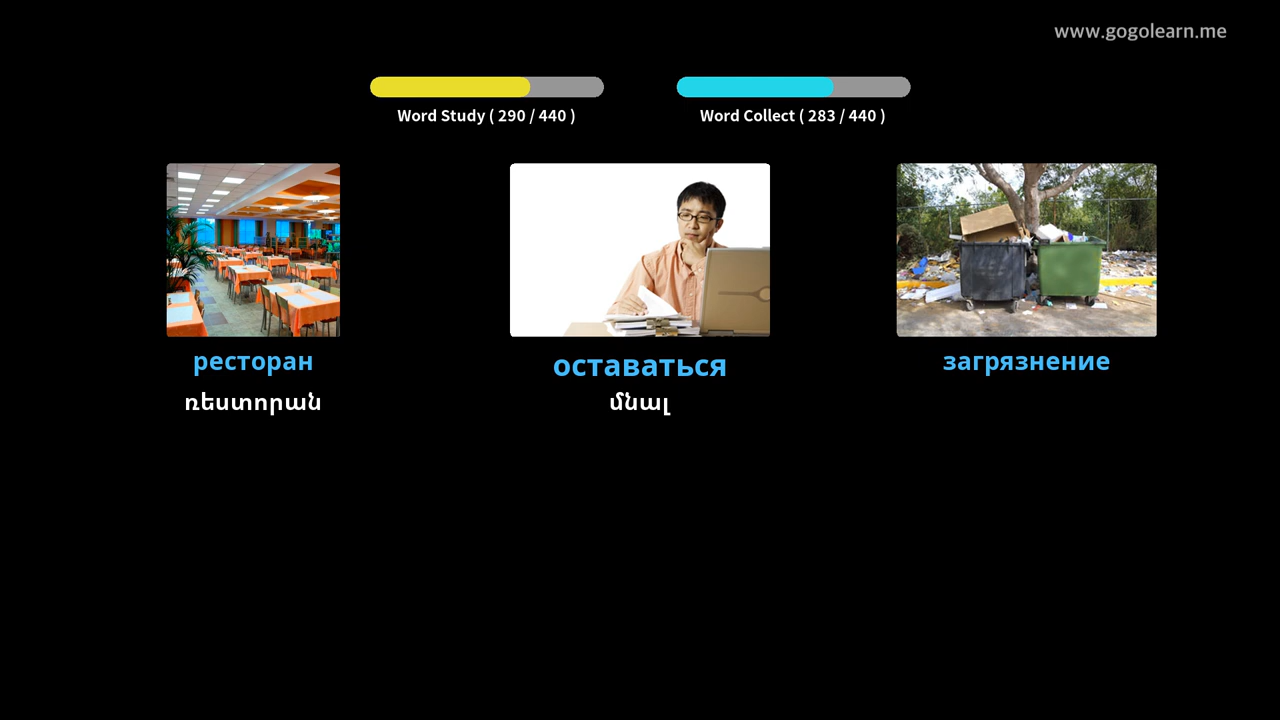 www.gogolearn.me
Word Study ( 290 / 440 )
Word Collect ( 283 / 440 )
ресторан
ռեստորան
оставаться
մնալ
загрязнение